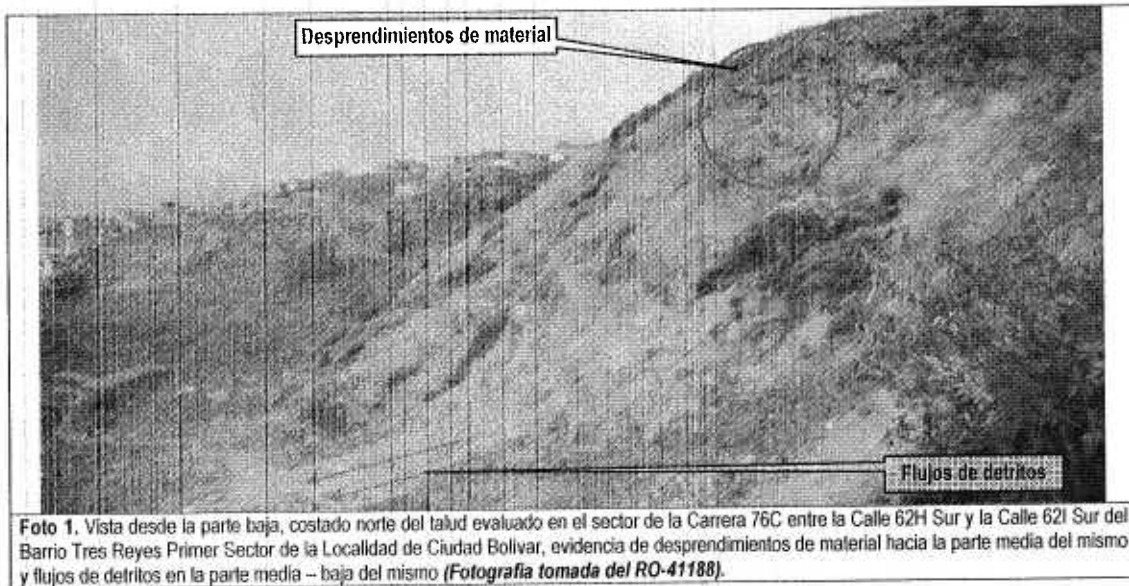 Desprendimientos de material
Flujos de detritos
Foto 1. Vista desde la parte baja, costado norte del talud evaluado en el sector de la Carrera 76C entre la Calle 62H Sur y la Calle 62I Sur del
Barrio Tres Reyes Primer Sector de la Localidad de Ciudad Bolivar, evidencia de desprendimientos de material hacia la parte media del mismo
y flujos de detritos en la parte media – baja del mismo (Fotografía tomada del RO-41188).